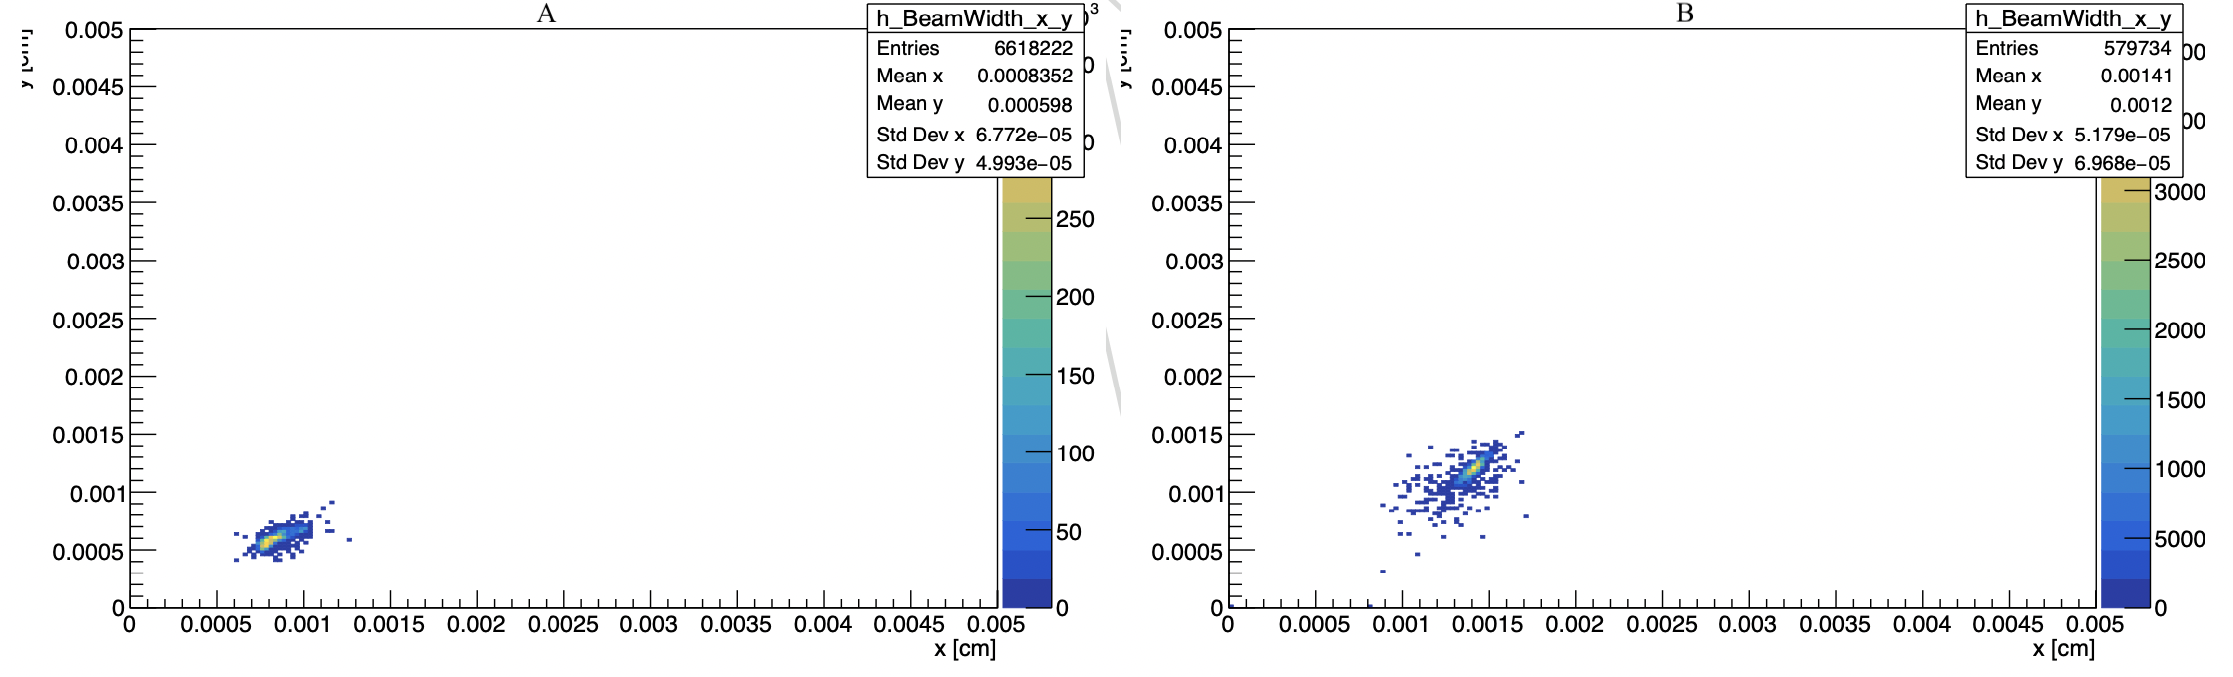 A
h_BeamWidth_x_y
Entries 6618222
Mean x 0.0008352
Mean y 0.000598
Std Dev x 6.772e−05
Std Dev y 4.993e−05
0.005
0.0045
0.004
0.0035
0.003
0.0025
0.002
0.0015
0.001
0.0005
0
0 0.0005 0.001 0.0015 0.002 0.0025 0.003 0.0035 0.004 0.0045 0.005
x [cm]
250
200
150
100
50
0
B
h_BeamWidth_x_y
Entries 579734
Mean x 0.00141
Mean y 0.0012
Std Dev x 5.179e−05
Std Dev y 6.968e−05
0.005
0.0045
0.004
0.0035
0.003
0.0025
0.002
0.0015
0.001
0.0005
0
0 0.0005 0.001 0.0015 0.002 0.0025 0.003 0.0035 0.004 0.0045 0.005
x [cm]
3000
2500
2000
1500
1000
5000
0